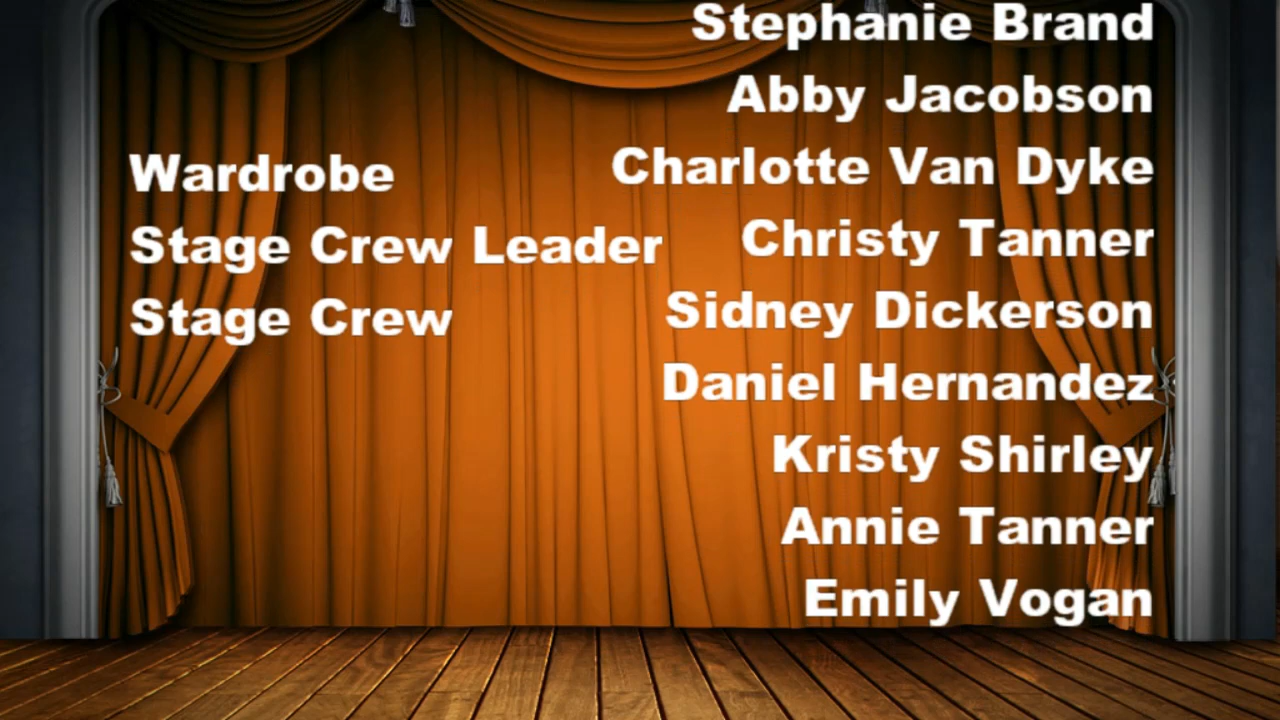 Stephanie Brand
Abby Jacobson
Wardrobe Charlotte Van Dyke
Stage Crew Leader Christy Tanner
Stage Crew Sidney Dickerson
Daniel Hernandez
Kristy Shirley
Annie Tanner
Emily Vogan